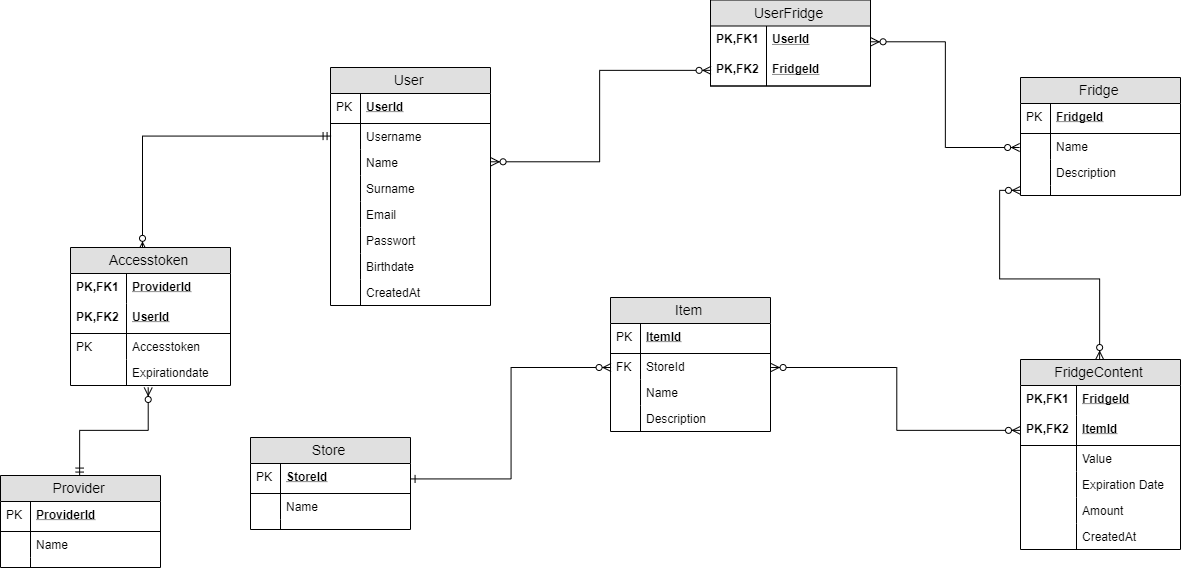 UserFridge
PK,FK1 UserId
PK,FK2 FridgeId
User
PK UserId
Username
Name
Surname
Email
Passwort
Birthdate
CreatedAt
Fridge
PK FridgeId
Name
Description
Accesstoken
PK,FK1 ProviderId
PK,FK2 UserId
PK Accesstoken
Expirationdate
Item
PK ItemId
FK StoreId
Name
Description
FridgeContent
PK,FK1 FridgeId
PK,FK2 ItemId
Value
Expiration Date
Amount
CreatedAt
Store
PK StoreId
Name
Provider
PK ProviderId
Name